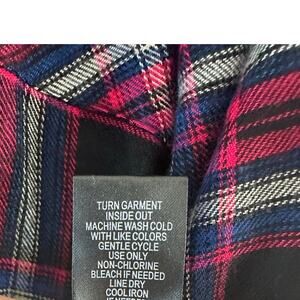 TURN GARMENT
INSIDE OUT
MACHINE WASH COLD
WITH LIKE COLORS
GENTLE CYCLE
USE ONLY
NON-CHLORINE
BLEACH IF NEEDED
LINE DRY
COOL IRON